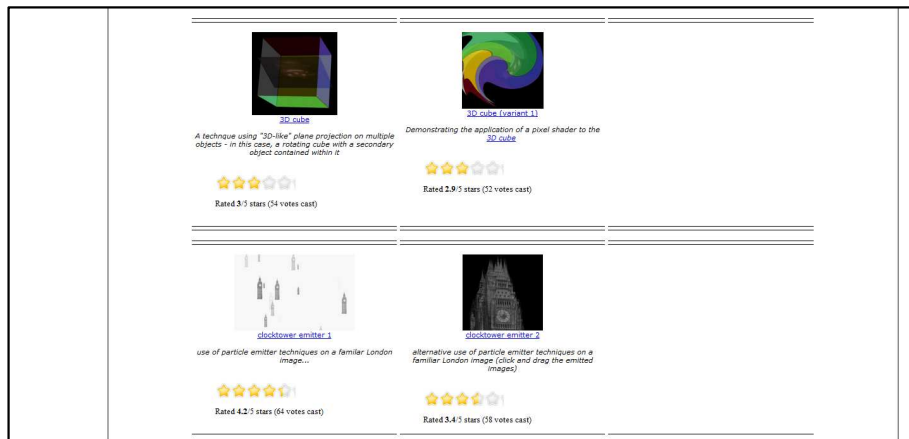 3D cube
A technque using "3D-like" plane projection on multiple
objects - in this case, a rotating cube with a secondary
object contained within it
Rated 3/5 stars (54 votes cast)
3D cube (variant 1)
Demonstrating the application of a pixel shader to the
3D cube
Rated 2.9/5 stars (52 votes cast)
clocktower emitter 1
use of particle emitter techniques on a familar London
image...
Rated 4.2/5 stars (64 votes cast)
clocktower emitter 2
alternative use of particle emitter techniques on a
familiar London image (click and drag the emitted
images)
Rated 3.4/5 stars (58 votes cast)